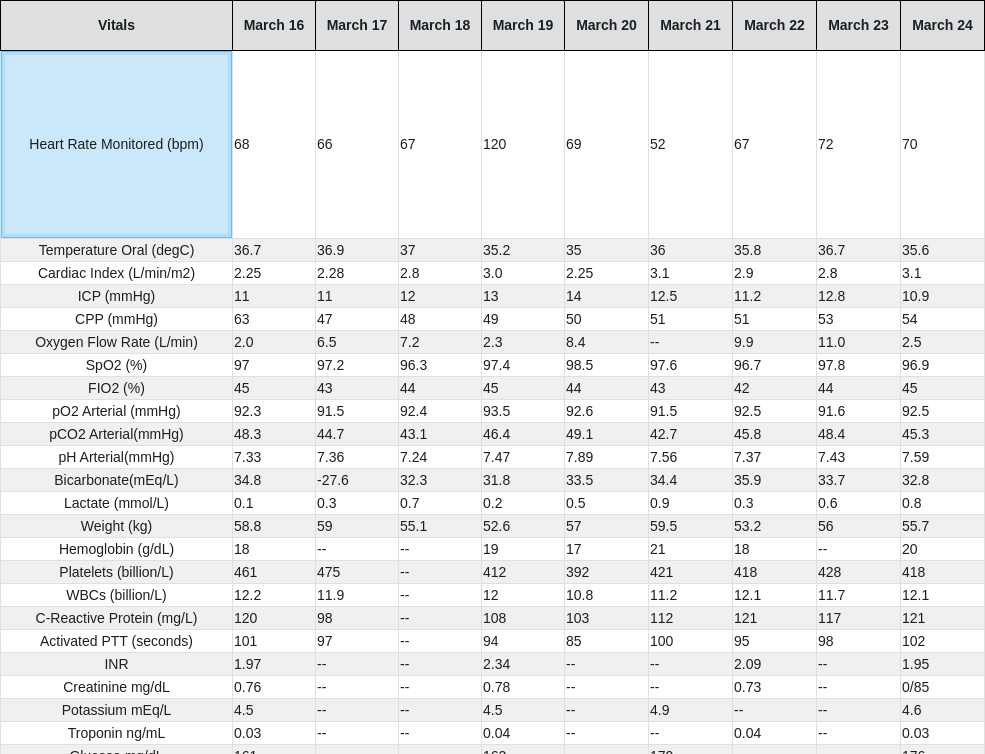 Vitals March 16 March 17 March 18 March 19 March 20 March 21 March 22 March 23 March 24
Heart Rate Monitored (bpm) 68 66 67 120 69 52 67 72 70
Temperature Oral (degC) 36.7 36.9 37 35.2 35 36 35.8 36.7 35.6
Cardiac Index (L/min/m2) 2.25 2.28 2.8 3.0 2.25 3.1 2.9 2.8 3.1
ICP (mmHg) 11 11 12 13 14 12.5 11.2 12.8 10.9
CPP (mmHg) 63 47 48 49 50 51 51 53 54
Oxygen Flow Rate (L/min) 2.0 6.5 7.2 2.3 8.4 -- 9.9 11.0 2.5
SpO2 (%) 97 97.2 96.3 97.4 98.5 97.6 96.7 97.8 96.9
FIO2 (%) 45 43 44 45 44 43 42 44 45
pO2 Arterial (mmHg) 92.3 91.5 92.4 93.5 92.6 91.5 92.5 91.6 92.5
pCO2 Arterial(mmHg) 48.3 44.7 43.1 46.4 49.1 42.7 45.8 48.4 45.3
pH Arterial(mmHg) 7.33 7.36 7.24 7.47 7.89 7.56 7.37 7.43 7.59
Bicarbonate(mEq/L) 34.8 -27.6 32.3 31.8 33.5 34.4 35.9 33.7 32.8
Lactate (mmol/L) 0.1 0.3 0.7 0.2 0.5 0.9 0.3 0.6 0.8
Weight (kg) 58.8 59 55.1 52.6 57 59.5 53.2 56 55.7
Hemoglobin (g/dL) 18 -- -- 19 17 21 18 -- 20
Platelets (billion/L) 461 475 -- 412 392 421 418 428 418
WBCs (billion/L) 12.2 11.9 -- 12 10.8 11.2 12.1 11.7 12.1
C-Reactive Protein (mg/L) 120 98 -- 108 103 112 121 117 121
Activated PTT (seconds) 101 97 -- 94 85 100 95 98 102
INR 1.97 -- -- 2.34 -- -- 2.09 -- 1.95
Creatinine mg/dL 0.76 -- -- 0.78 -- -- 0.73 -- 0/85
Potassium mEq/L 4.5 -- -- 4.5 -- 4.9 -- -- 4.6
Troponin ng/mL 0.03 -- -- 0.04 -- -- 0.04 -- 0.03